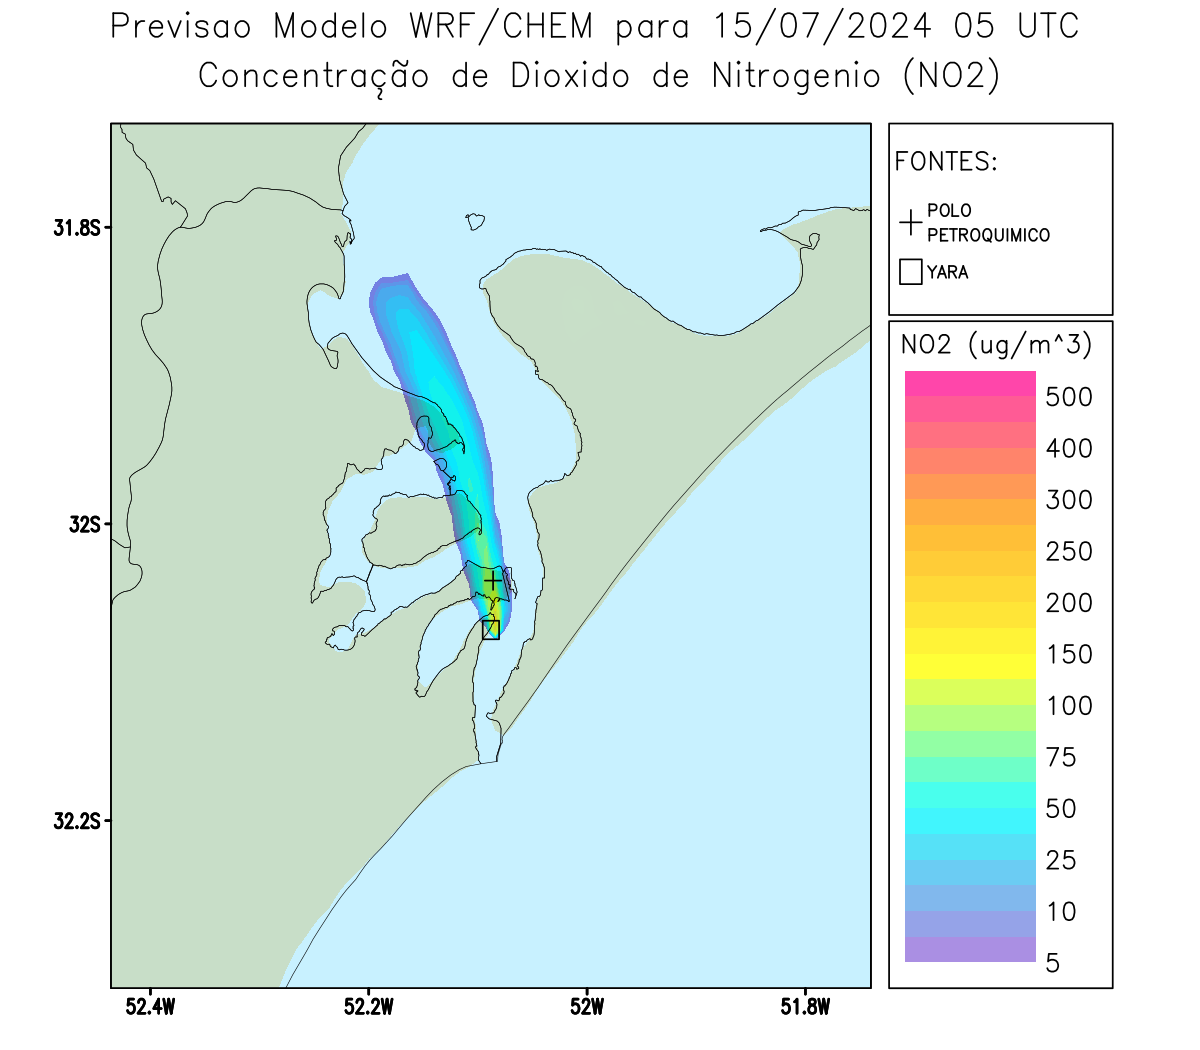 Previsao Modelo WRF/CHEM para 15/07/2024 05 UTC
Concentração de Dioxido de Nitrogenio (NO2)
FONTES:
POLO
PETROQUIMICO
YARA
31.8S
32S
32.2S
52.4W
52.2W
52W
51.8W
NO2 (ug/m^3)
500
400
300
250
200
150
100
75
50
25
10
5